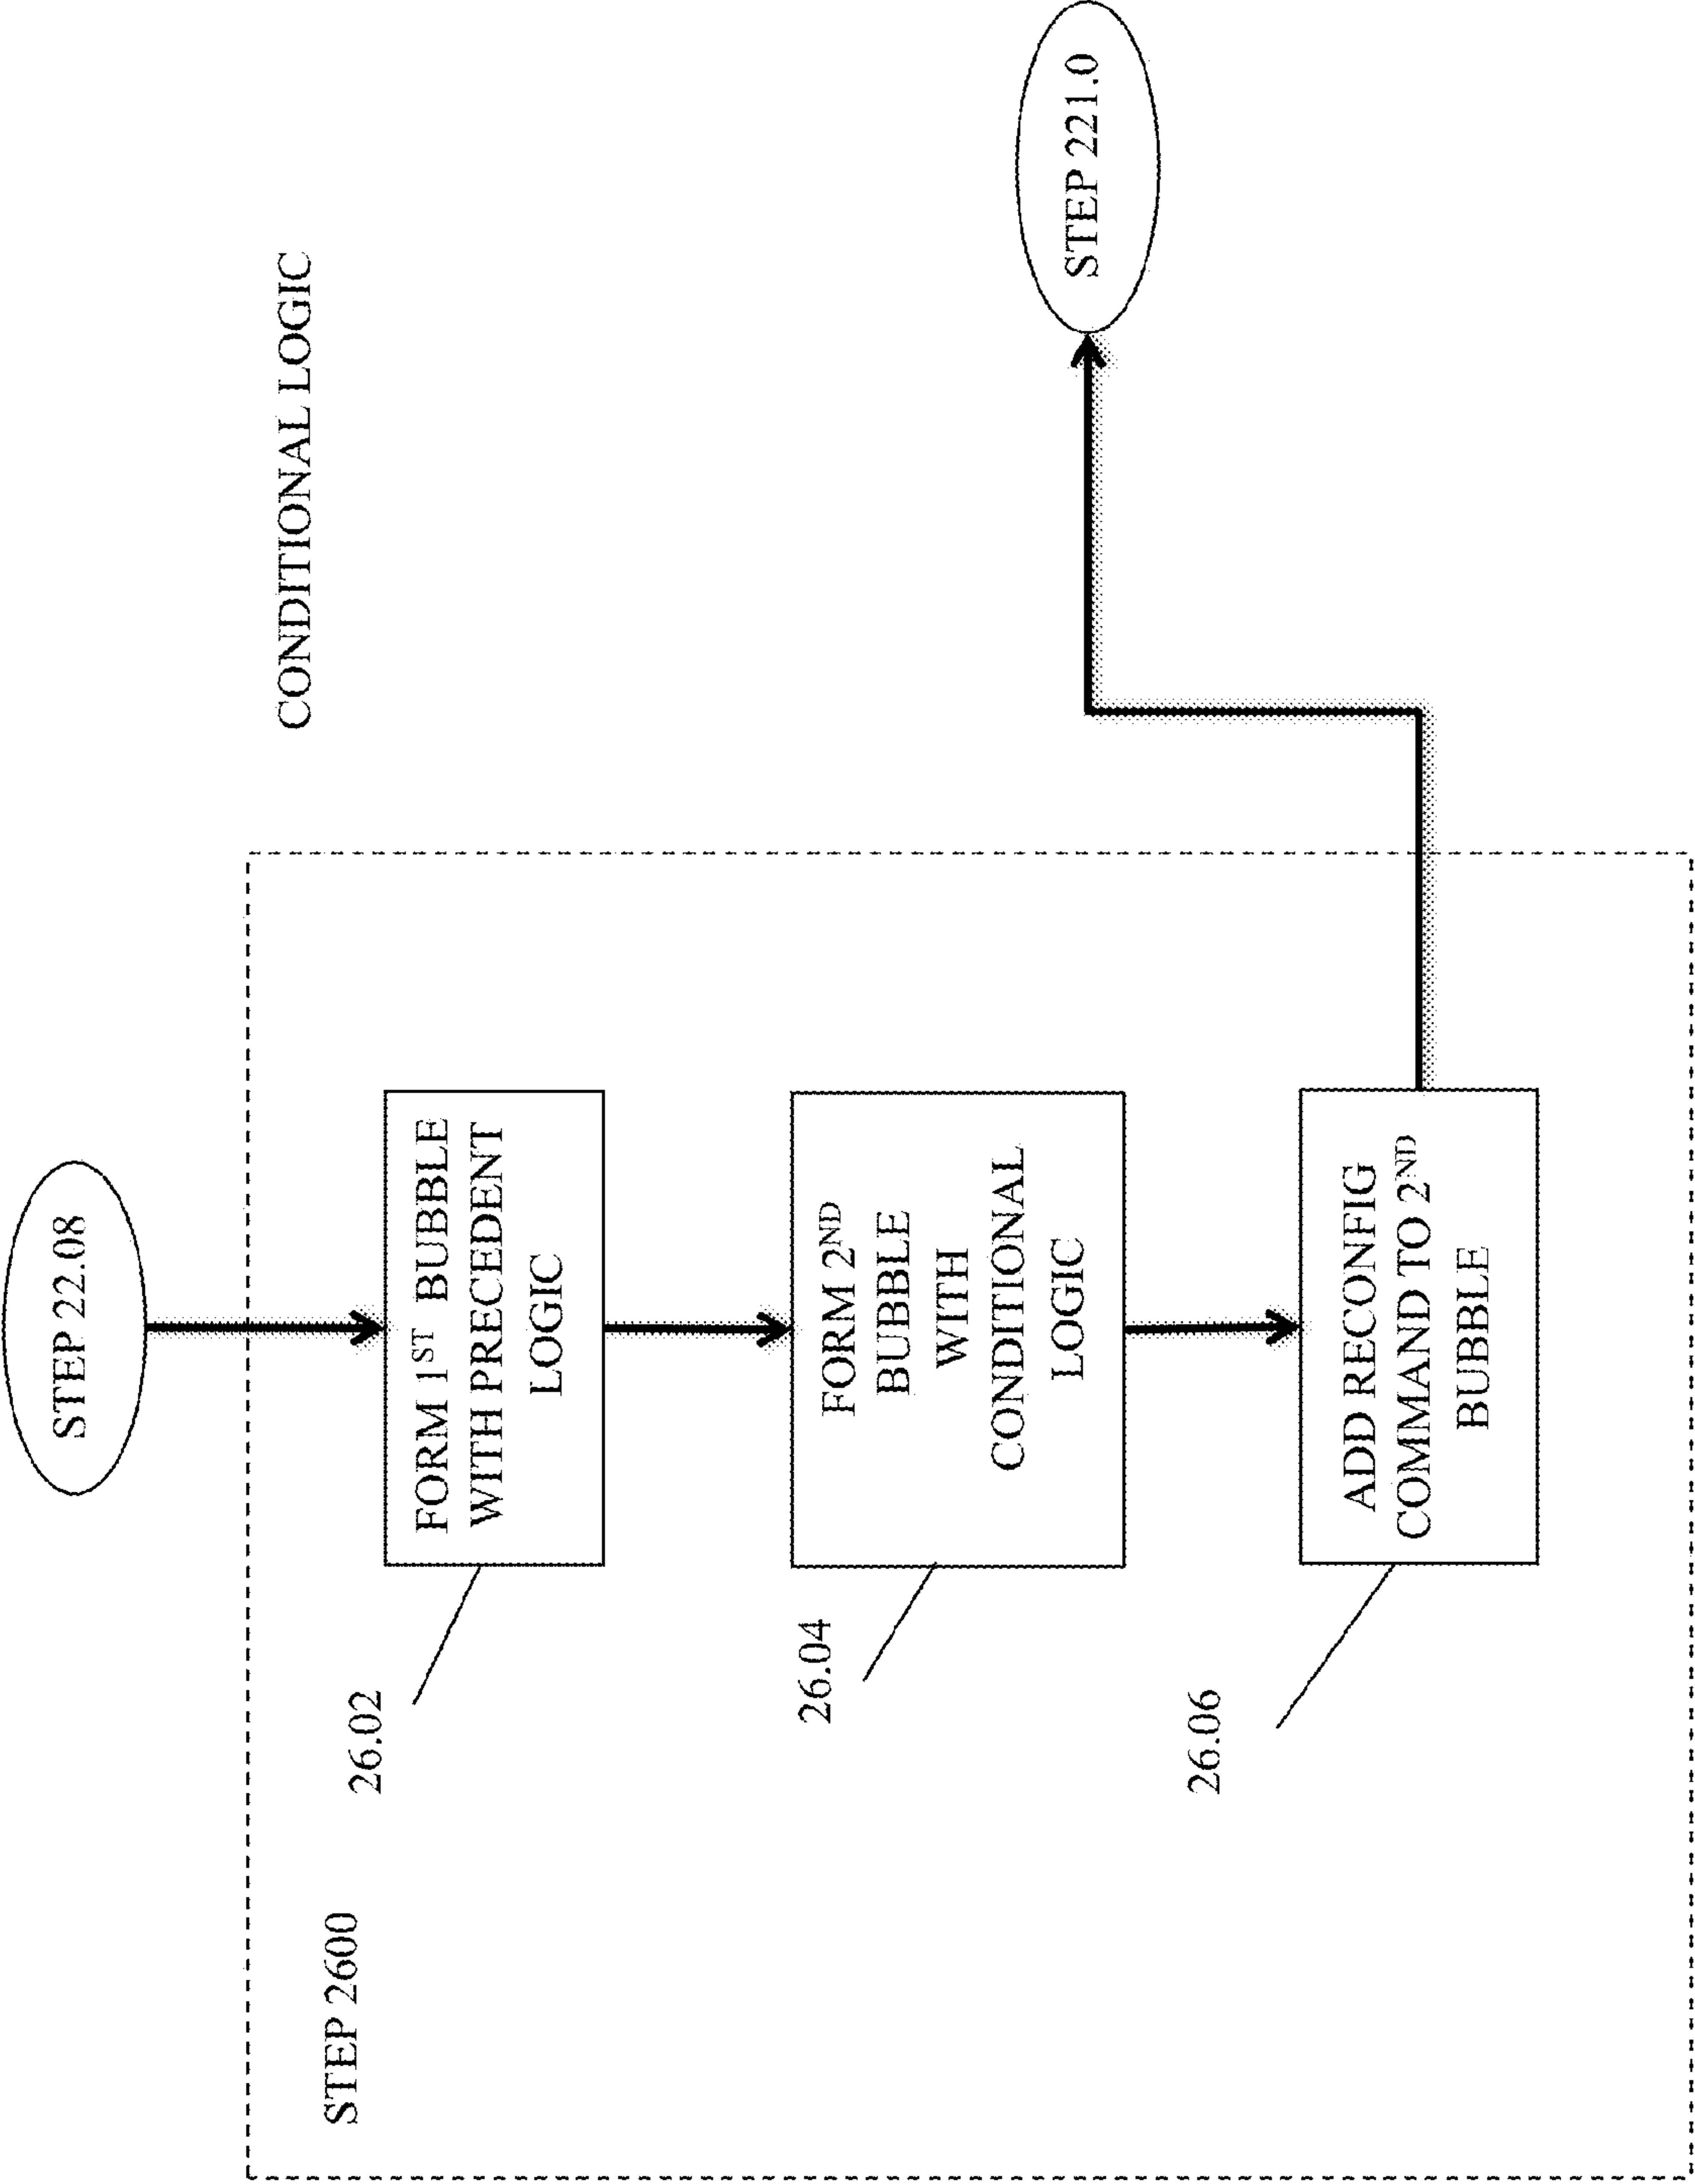 STEP 22.08
CONDITIONAL LOGIC
STEP 2600
26.02
FORM 1ST BUBBLE
WITH PRECEDENT
LOGIC
26.04
FORM 2ND
BUBBLE
WITH
CONDITIONAL
LOGIC
26.06
ADD RECONFIG
COMMAND TO 2ND
BUBBLE
STEP 221.0